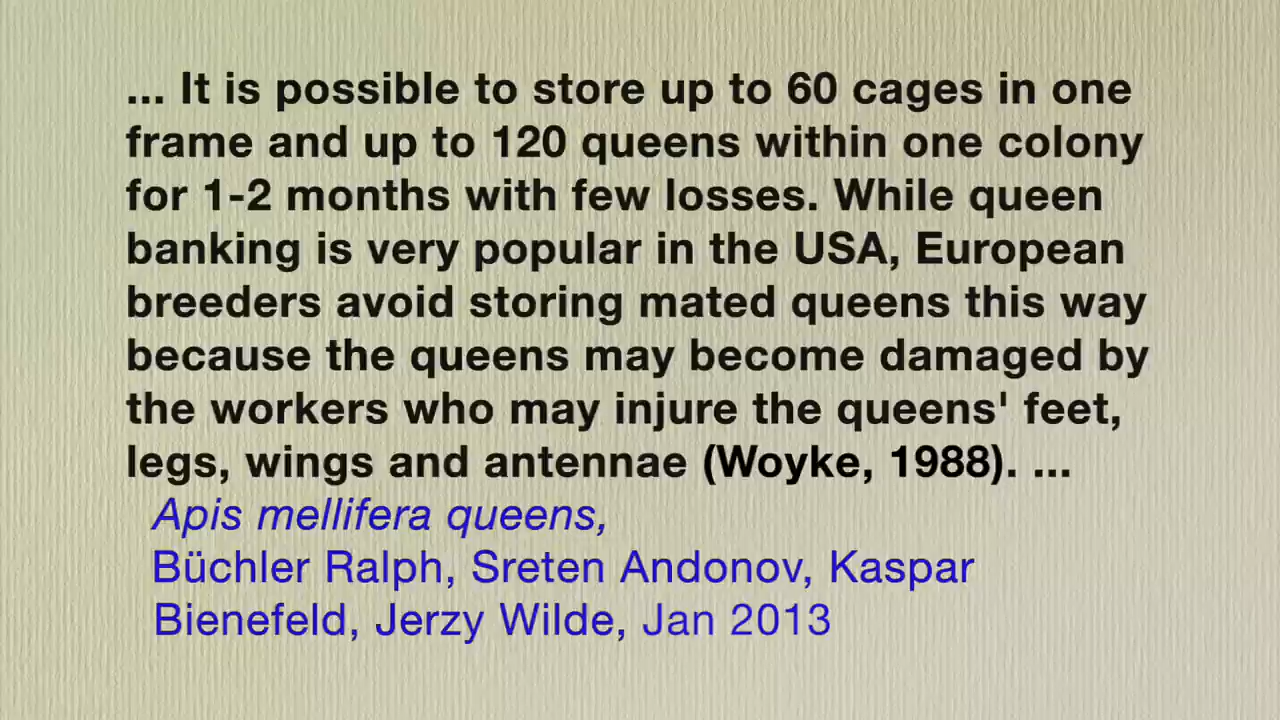 ... It is possible to store up to 60 cages in one
frame and up to 120 queens within one colony
for 1-2 months with few losses. While queen
banking is very popular in the USA, European
breeders avoid storing mated queens this way
because the queens may become damaged by
the workers who may injure the queens' feet,
legs, wings and antennae (Woyke, 1988). ...
Apis mellifera queens,
Büchler Ralph, Sreten Andonov, Kaspar
Bienefeld, Jerzy Wilde, Jan 2013